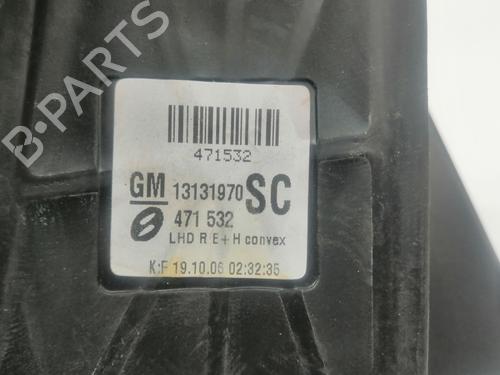 471532
GM 13131970 SC
471 532
LHD R E+H convex
K:F 19.10.06 02:32:35
B-PARTS